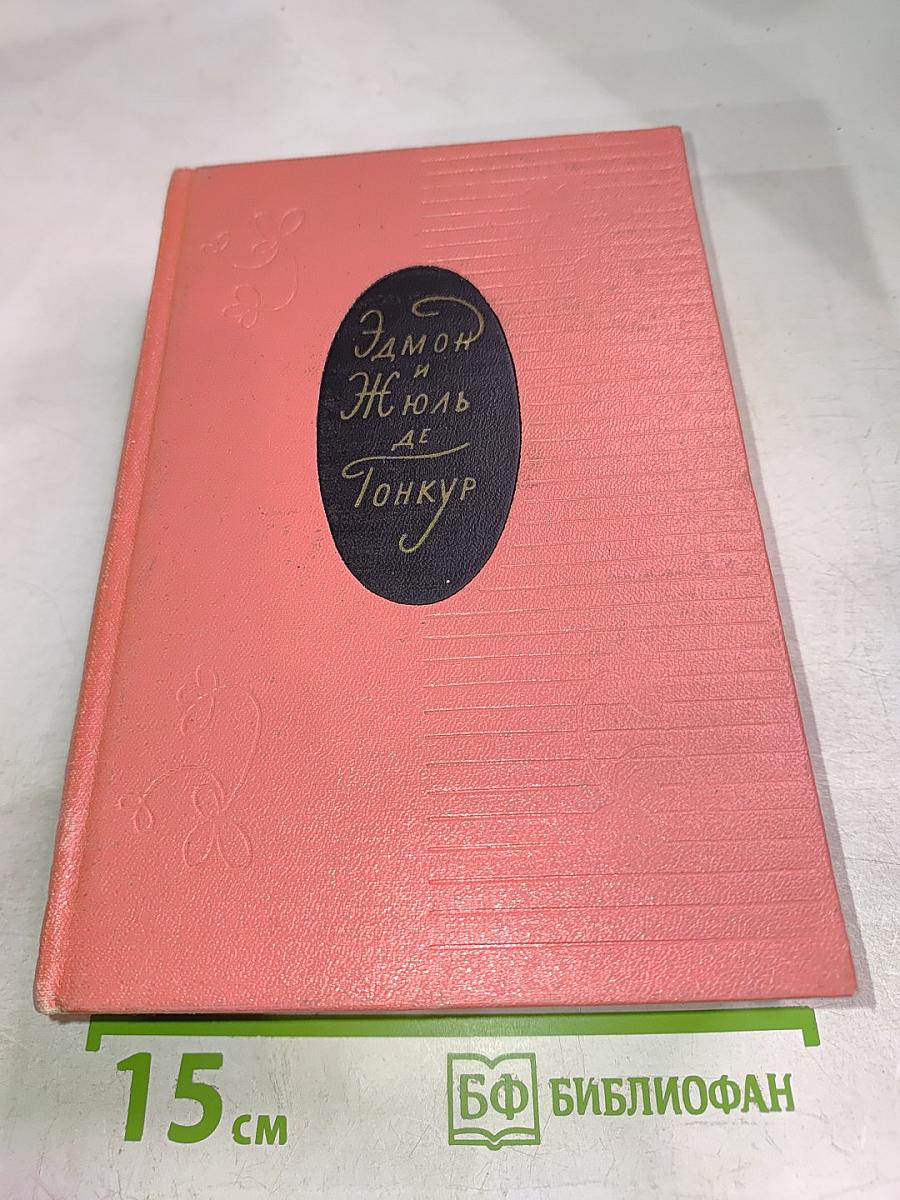 Эдмон
и
Жюль
де
Гонкур
15 см
БФ БИБЛИОФАН